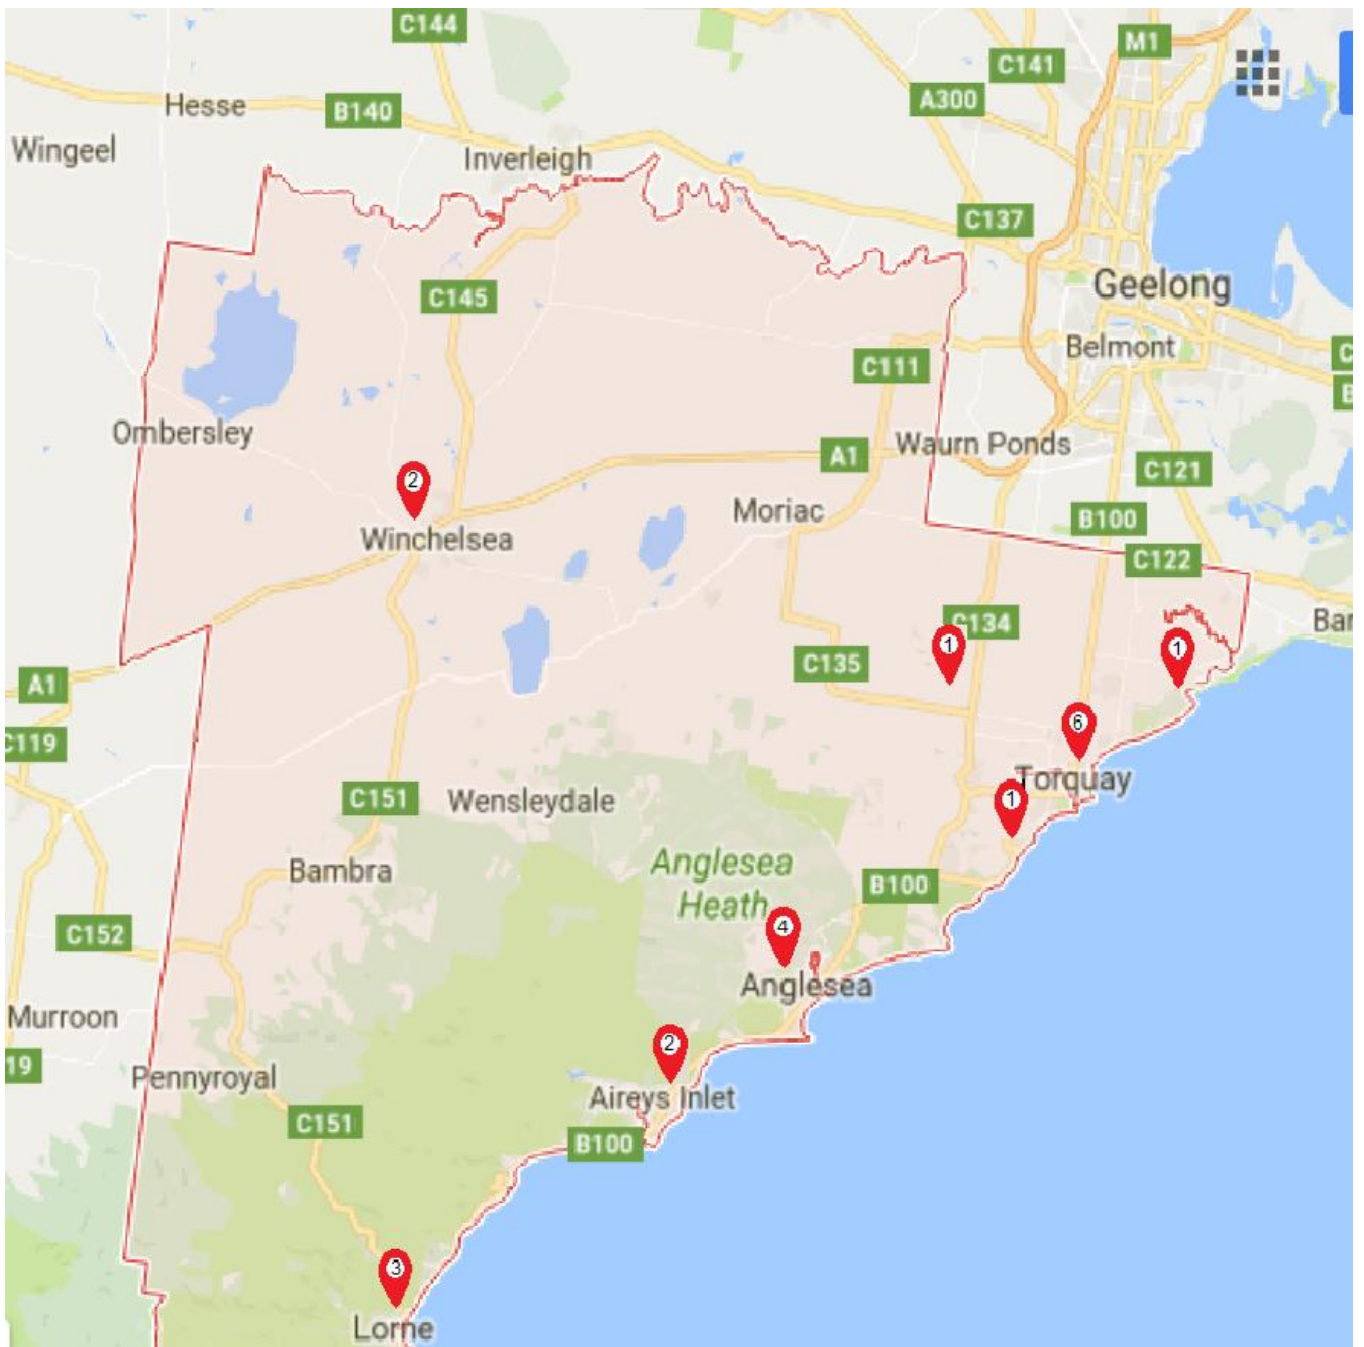 C144
M1
C141
Hesse
B140
A300
Wingeel
Inverleigh
C137
Geelong
C145
Belmont
C
C111
B
Ombersley
Waurn Ponds
A1
C121
2
Moriac
B100
Winchelsea
C122
C134
Bar
1
1
C135
A1
6
C119
Torquay
C151
Wensleydale
1
Anglesea
Heath
Bambra
B100
4
C152
Anglesea
Murroon
2
19
Pennyroyal
Aireys Inlet
C151
B100
3
Lorne